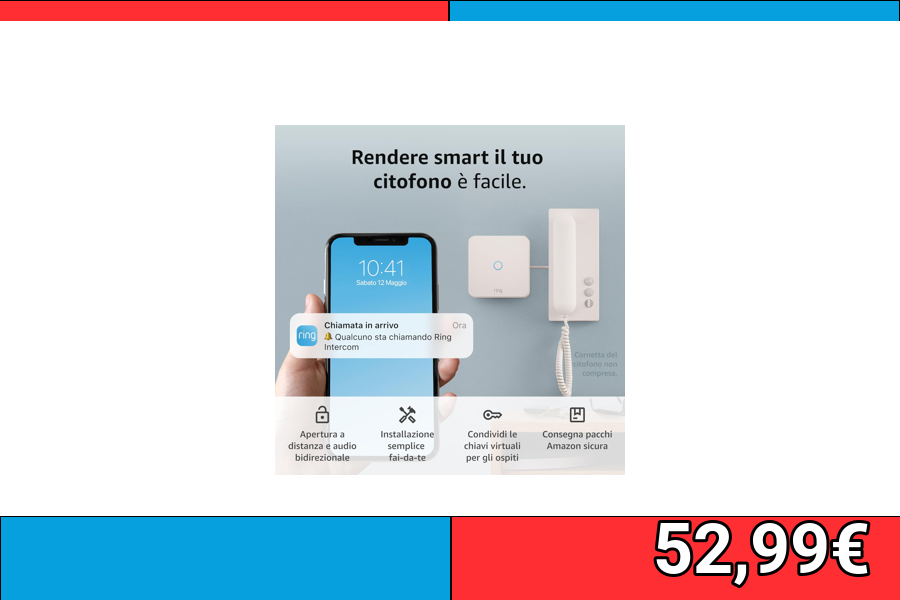 Rendere smart il tuo
citofono è facile.
10:41
Sabato 12 Maggio
ring
Chiamata in arrivo
Ora
🔔 Qualcuno sta chiamando Ring
Intercom
ring
Cornetta del
citofono non
compresa.
Apertura a
distanza e audio
bidirezionale
Installazione
semplice
fai-da-te
Condividi le
chiavi virtuali
per gli ospiti
Consegna pacchi
Amazon sicura
52,99€